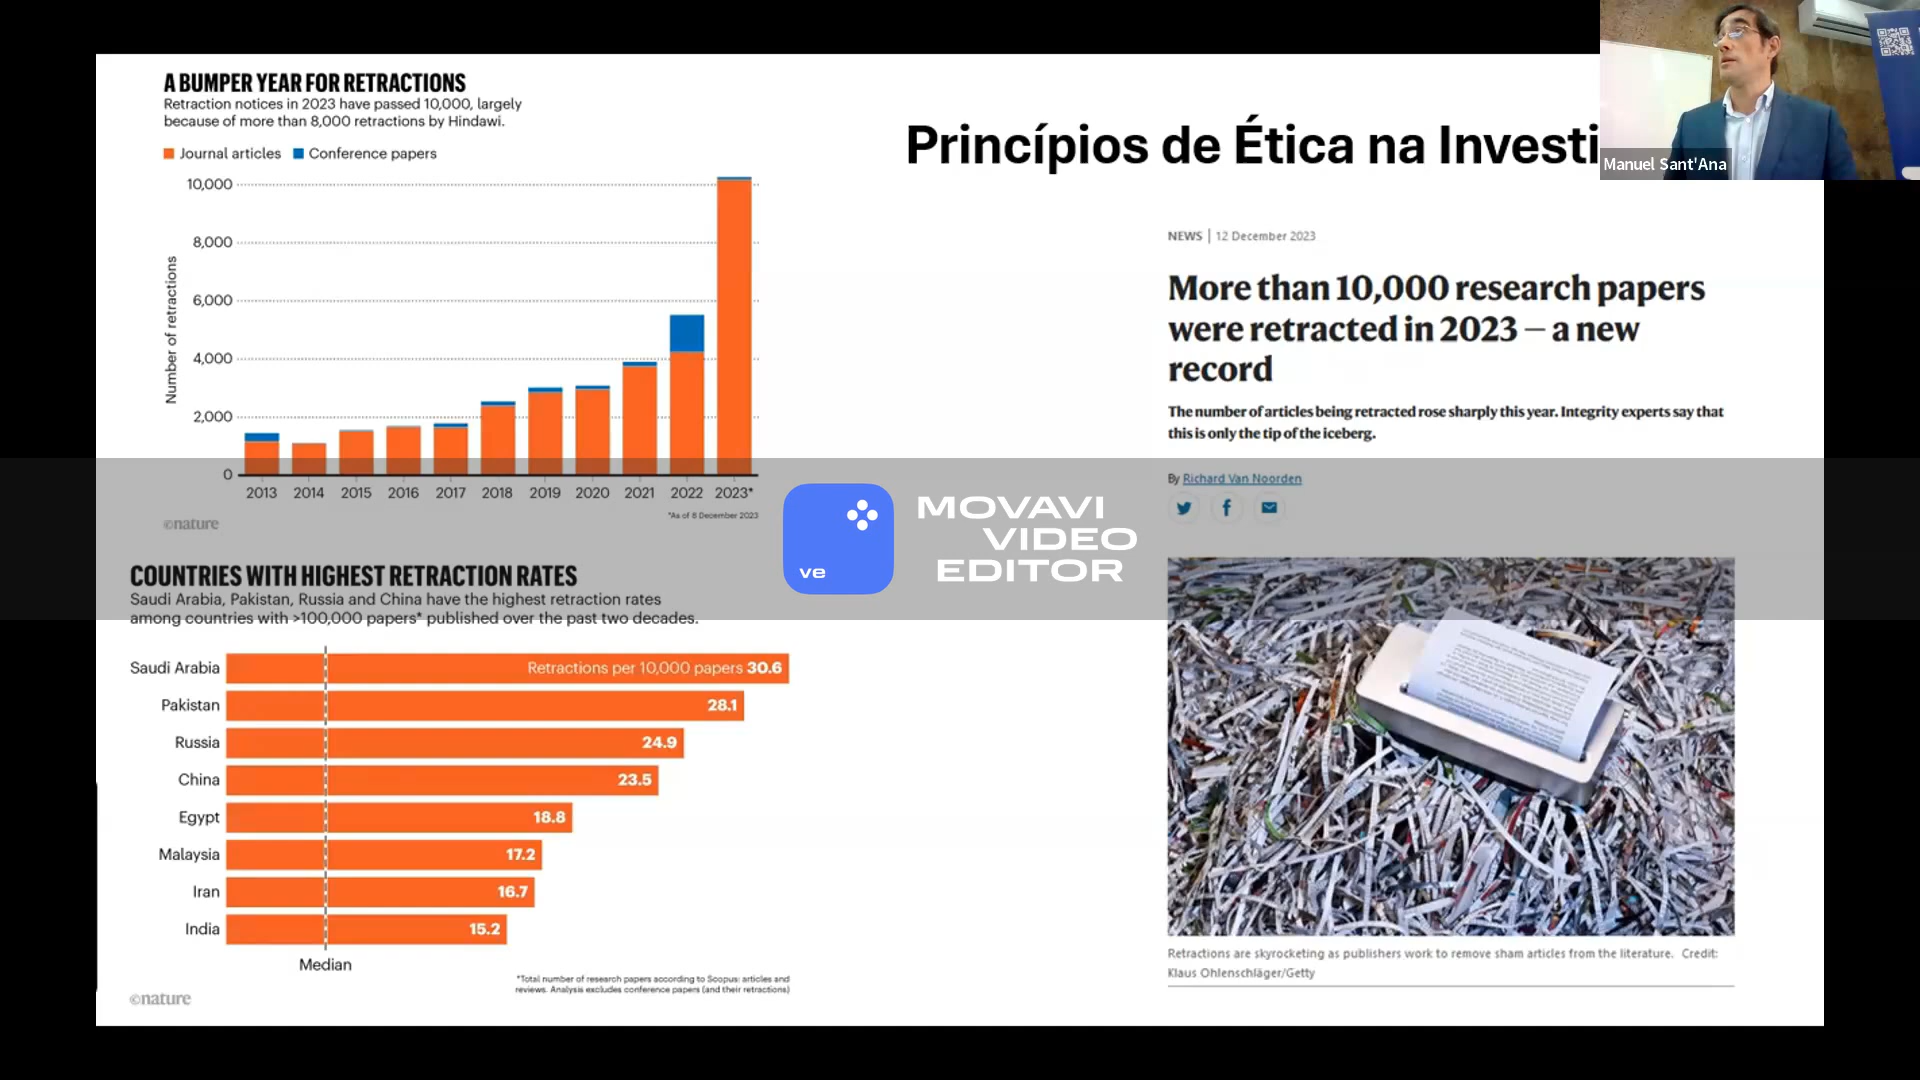 A BUMPER YEAR FOR RETRACTIONS
Retraction notices in 2023 have passed 10,000, largely
because of more than 8,000 retractions by Hindawi.
Journal articles Conference papers
Number of retractions
10,000
8,000
6,000
4,000
2,000
0
2013 2014 2015 2016 2017 2018 2019 2020 2021 2022 2023*
*As of 8 December 2023
©nature
COUNTRIES WITH HIGHEST RETRACTION RATES
Saudi Arabia, Pakistan, Russia and China have the highest retraction rates
among countries with >100,000 papers* published over the past two decades.
Saudi Arabia Retractions per 10,000 papers 30.6
Pakistan 28.1
Russia 24.9
China 23.5
Egypt 18.8
Malaysia 17.2
Iran 16.7
India 15.2
Median
*Total number of research papers according to Scopus: articles and
reviews. Analysis excludes conference papers (and their retractions)
©nature
Princípios de Ética na Investi
Manuel Sant'Ana
NEWS | 12 December 2023
More than 10,000 research papers
were retracted in 2023 — a new
record
The number of articles being retracted rose sharply this year. Integrity experts say that
this is only the tip of the iceberg.
By Richard Van Noorden
ve
MOVAVI
VIDEO
EDITOR
Retractions are skyrocketing as publishers work to remove sham articles from the literature. Credit:
Klaus Ohlenschläger/Getty